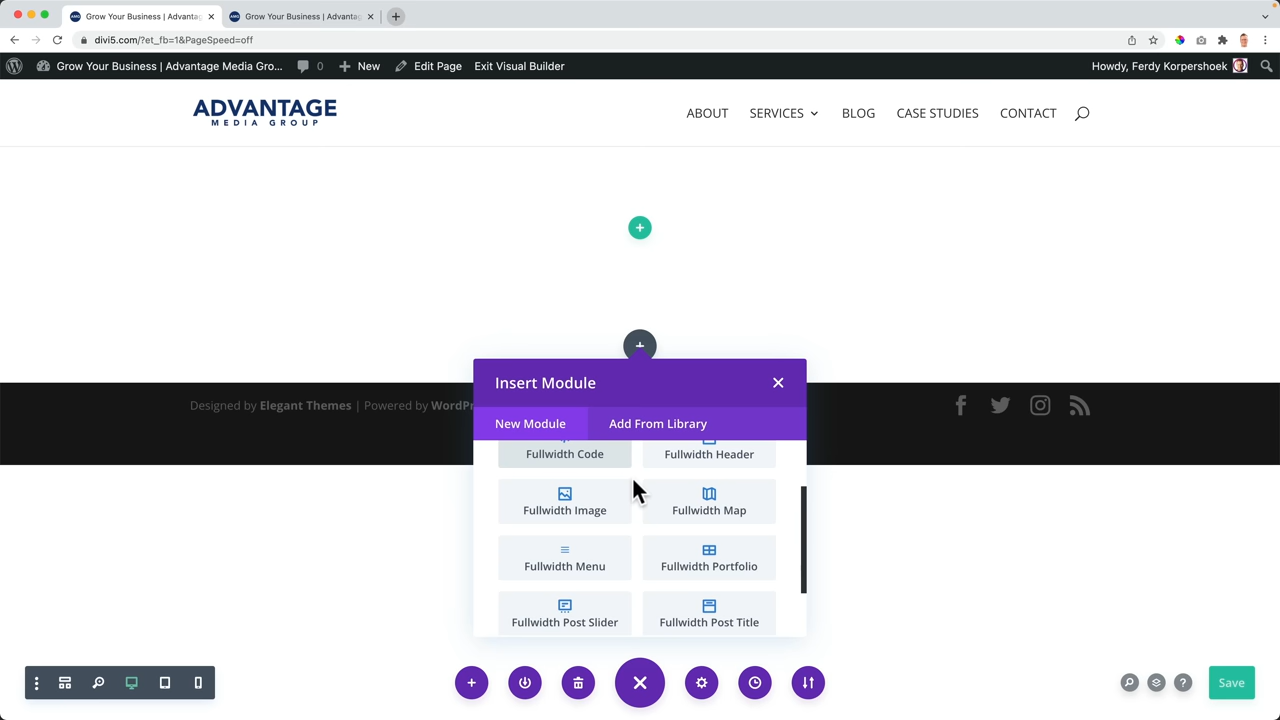 Grow Your Business | Advantag
Grow Your Business | Advantag
divi5.com/?et_fb=1&PageSpeed=off
Grow Your Business | Advantage Media Gro... 0 New Edit Page Exit Visual Builder Howdy, Ferdy Korpershoek
ADVANTAGE
MEDIA GROUP
ABOUT SERVICES BLOG CASE STUDIES CONTACT
Insert Module
Designed by Elegant Themes | Powered by WordPr
New Module Add From Library
Fullwidth Code Fullwidth Header
Fullwidth Image Fullwidth Map
Fullwidth Menu Fullwidth Portfolio
Fullwidth Post Slider Fullwidth Post Title
Save